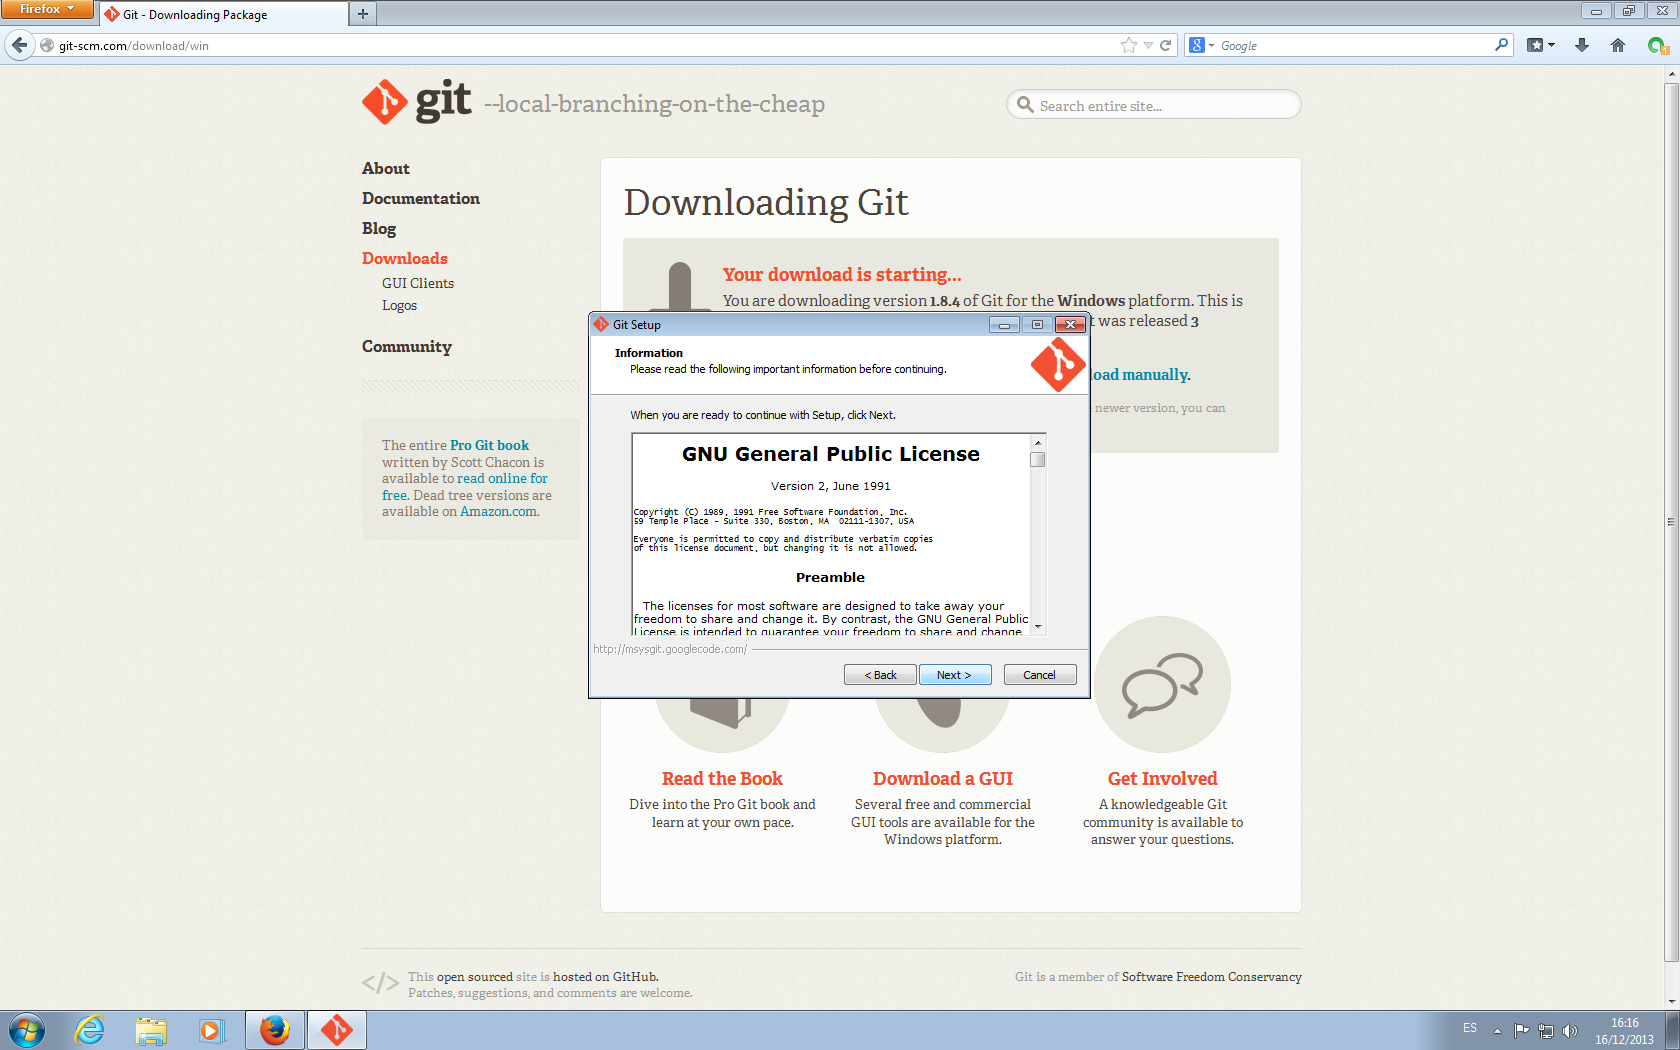 Firefox
Git - Downloading Package
git-scm.com/download/win
Google
git --local-branching-on-the-cheap
Search entire site...
About
Documentation
Blog
Downloads
GUI Clients
Logos
Community
The entire Pro Git book
written by Scott Chacon is
available to read online for
free. Dead tree versions are
available on Amazon.com.
Downloading Git
Your download is starting...
You are downloading version 1.8.4 of Git for the Windows platform. This is
t was released 3
load manually.
newer version, you can
Git Setup
Information
Please read the following important information before continuing.
When you are ready to continue with Setup, click Next.
GNU General Public License
Version 2, June 1991
Copyright (C) 1989, 1991 Free Software Foundation, Inc.
59 Temple Place - Suite 330, Boston, MA  02111-1307, USA
Everyone is permitted to copy and distribute verbatim copies
of this license document, but changing it is not allowed.
Preamble
The licenses for most software are designed to take away your
freedom to share and change it. By contrast, the GNU General Public
License is intended to guarantee your freedom to share and change
http://msysgit.googlecode.com/
< Back
Next >
Cancel
Read the Book
Dive into the Pro Git book and
learn at your own pace.
Download a GUI
Several free and commercial
GUI tools are available for the
Windows platform.
Get Involved
A knowledgeable Git
community is available to
answer your questions.
</> This open sourced site is hosted on GitHub.
Patches, suggestions, and comments are welcome.
Git is a member of Software Freedom Conservancy
ES
16:16
16/12/2013